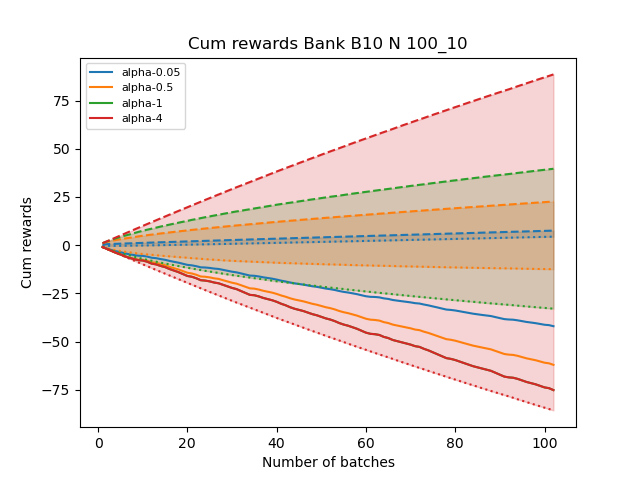 Cum rewards Bank B10 N 100_10
alpha-0.05
alpha-0.5
alpha-1
alpha-4
75
50
25
0
−25
−50
−75
Cum rewards
0 20 40 60 80 100
Number of batches